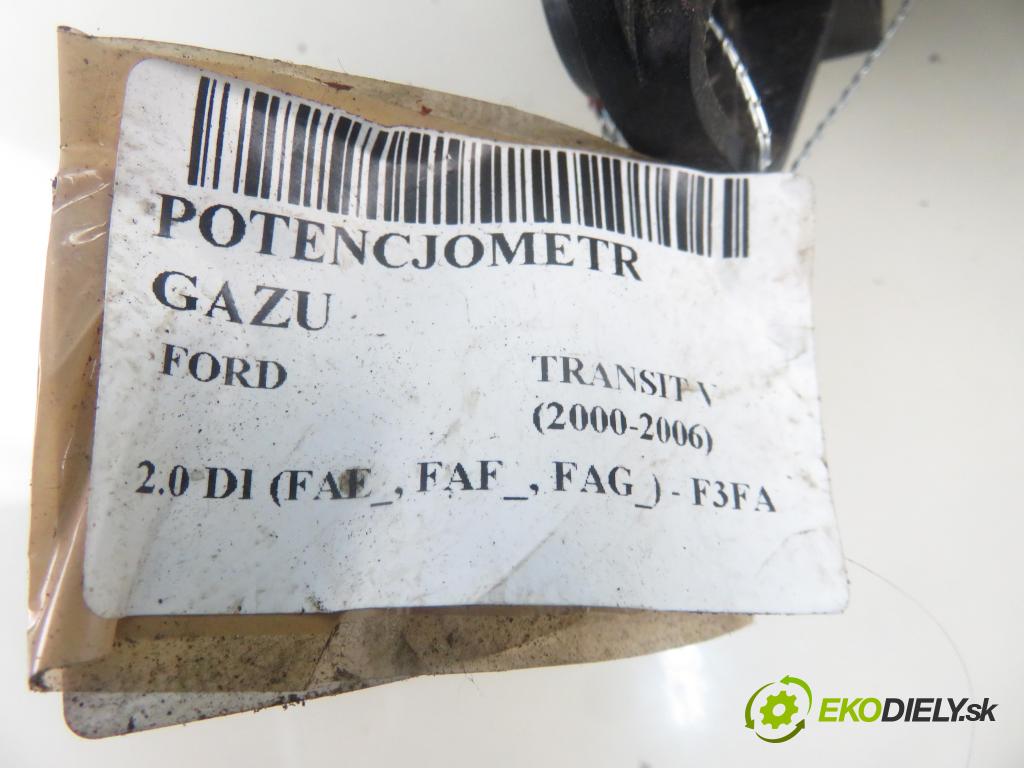 POTENCJOMETR
GAZU
FORD
TRANSIT V
(2000-2006)
2.0 DI (FAE_, FAF_, FAG_) - F3FA
EKODIELY.sk